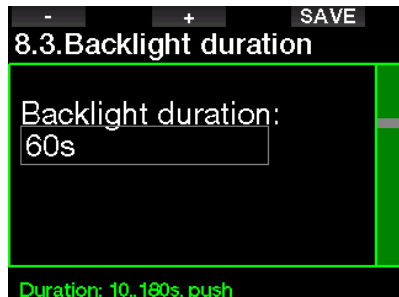 - + SAVE
8.3.Backlight duration
Backlight duration:
60s
Duration: 10..180s, push